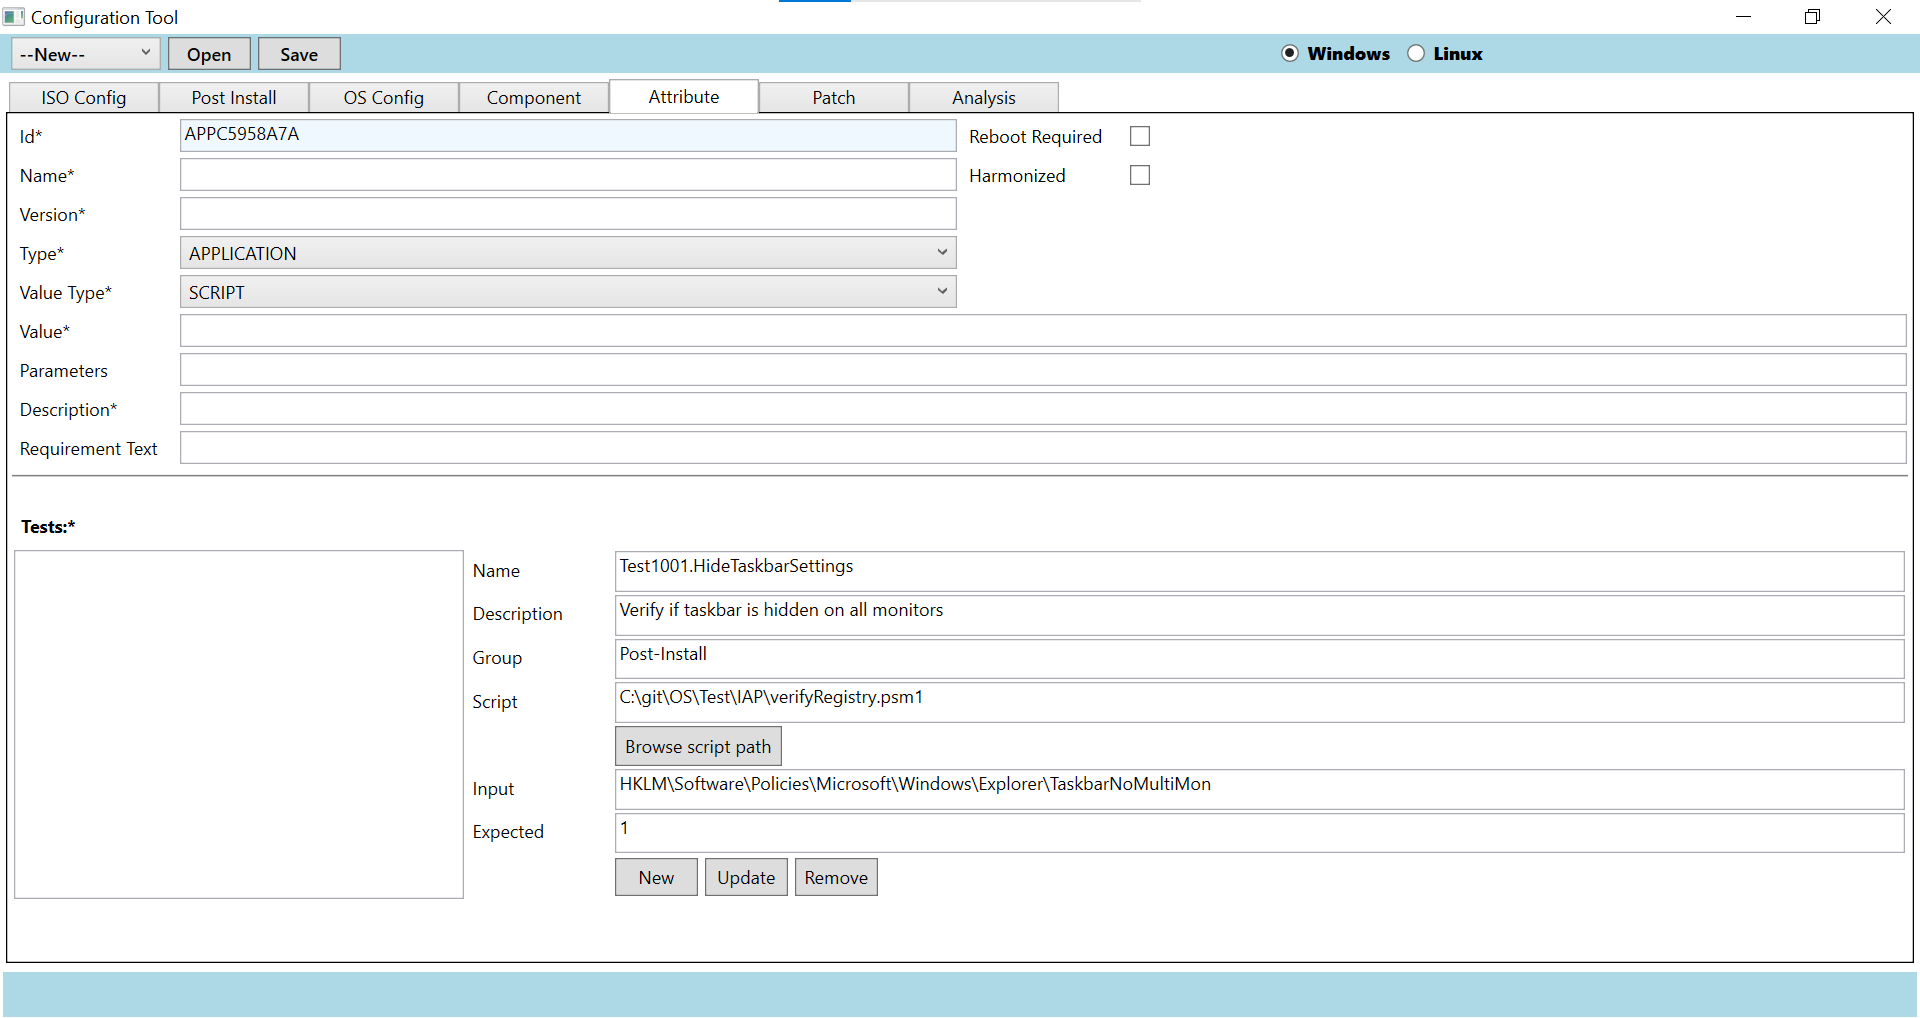 Configuration Tool
--New-- Open Save Windows Linux
ISO Config Post Install OS Config Component Attribute Patch Analysis
Id* APPC5958A7A Reboot Required
Name* Harmonized
Version*
Type* APPLICATION
Value Type* SCRIPT
Value*
Parameters
Description*
Requirement Text
Tests:*
Name Test1001.HideTaskbarSettings
Description Verify if taskbar is hidden on all monitors
Group Post-Install
Script C:\git\OS\Test\IAP\verifyRegistry.psm1
Browse script path
Input HKLM\Software\Policies\Microsoft\Windows\Explorer\TaskbarNoMultiMon
Expected 1
New Update Remove